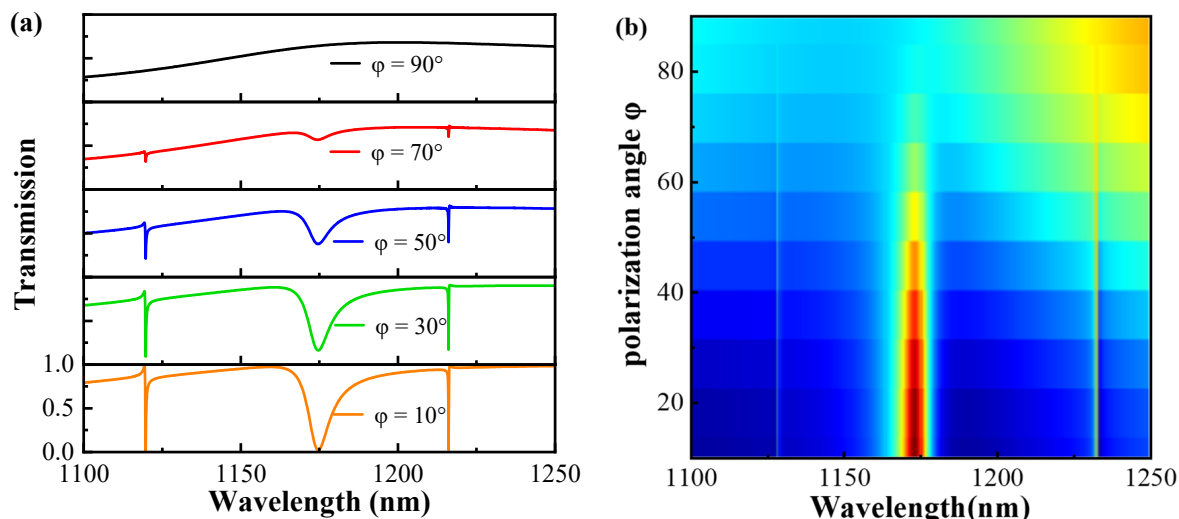 (a)
φ = 90°
φ = 70°
φ = 50°
φ = 30°
φ = 10°
1.0
0.5
0.0
1100
1150
1200
1250
Transmission
Wavelength (nm)
(b)
80
60
40
20
1100
1150
1200
1250
polarization angle φ
Wavelength(nm)